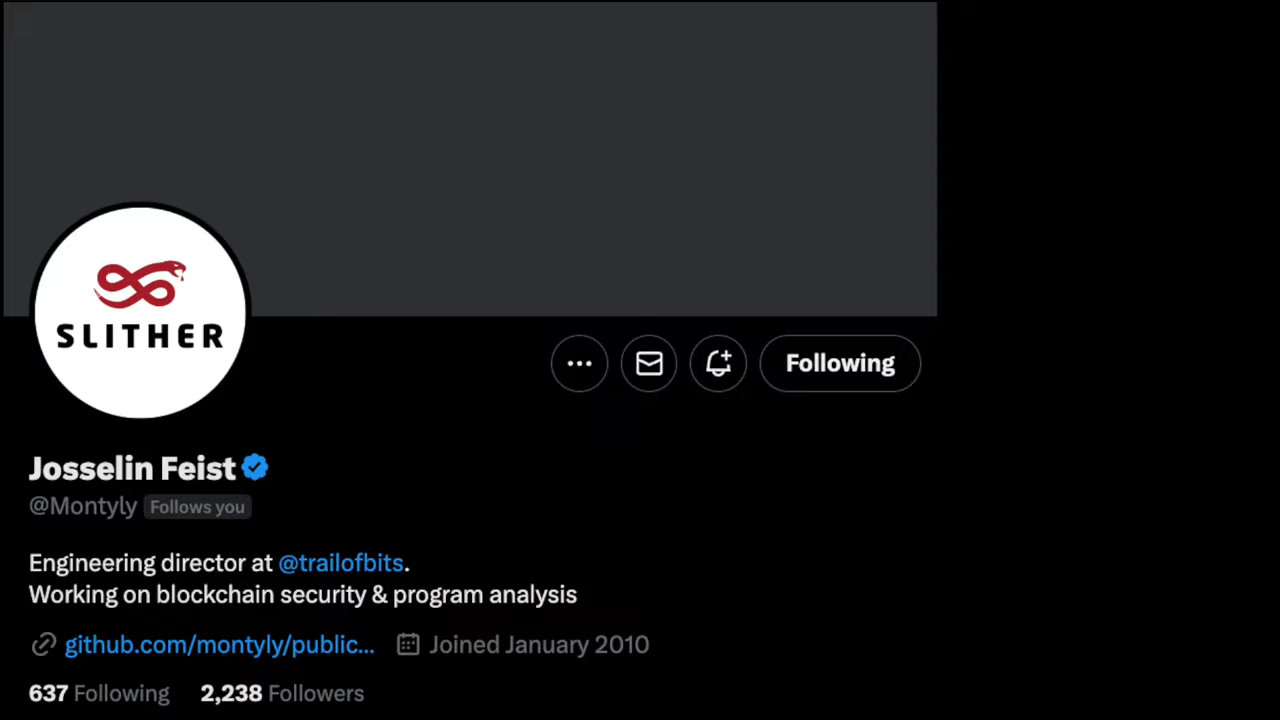 SLITHER
Following
Josselin Feist
@Montyly Follows you
Engineering director at @trailofbits.
Working on blockchain security & program analysis
github.com/montyly/public... Joined January 2010
637 Following 2,238 Followers